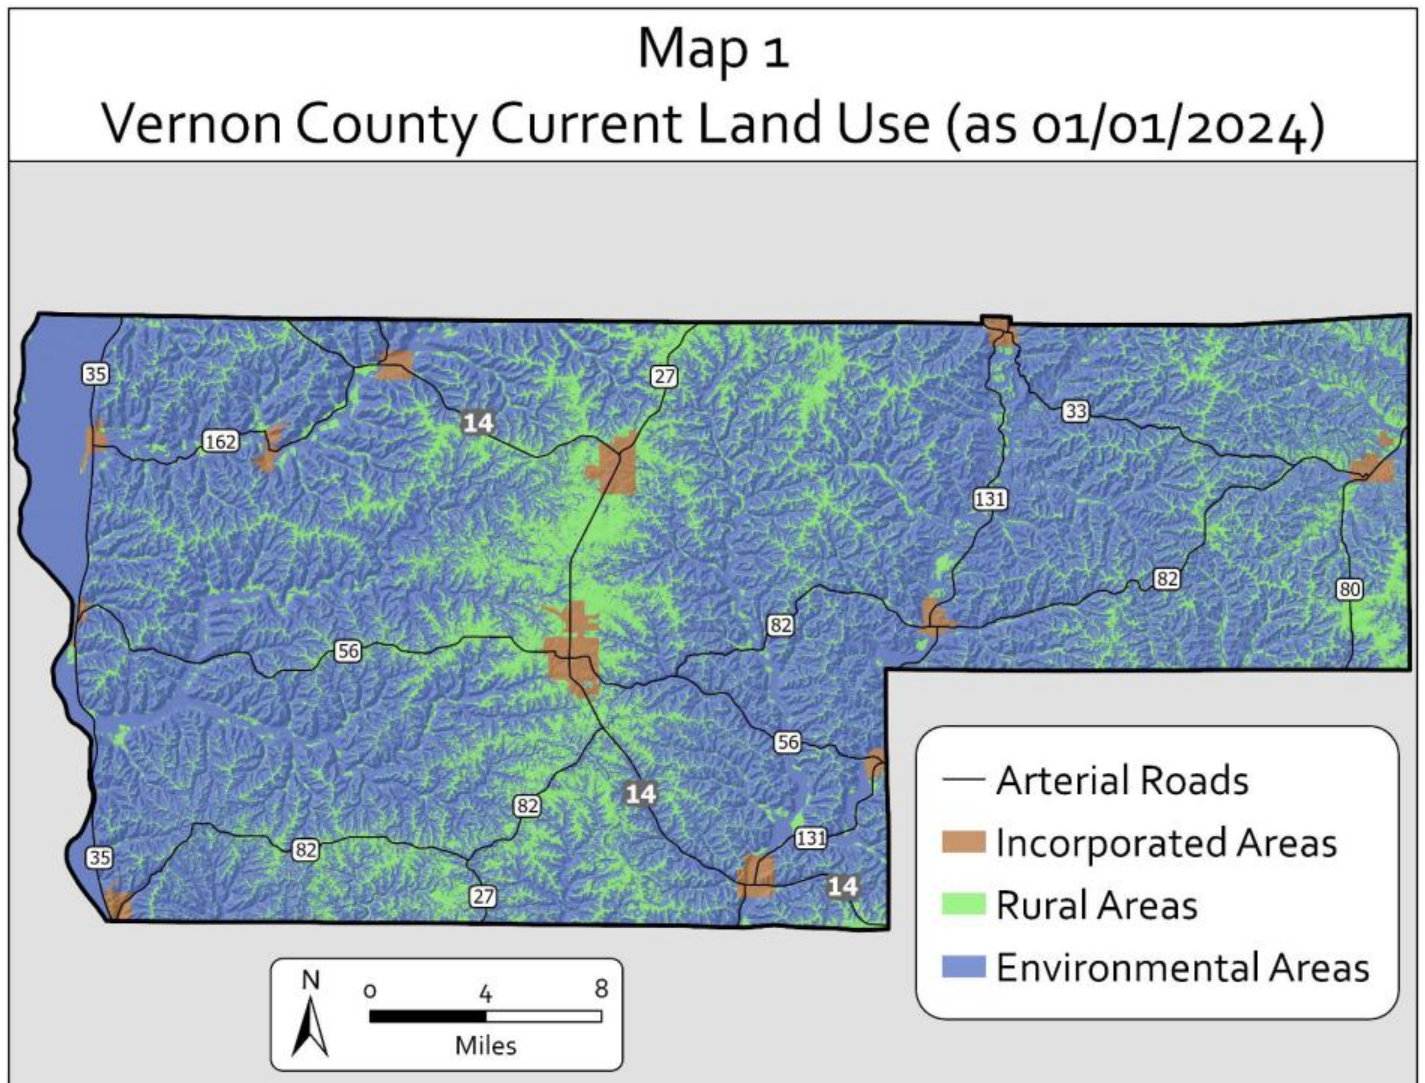 Map 1
Vernon County Current Land Use (as 01/01/2024)
35
27
14
33
162
131
82
80
82
56
56
14
82
131
82
35
14
27
Arterial Roads
Incorporated Areas
Rural Areas
Environmental Areas
N
0 4 8
Miles